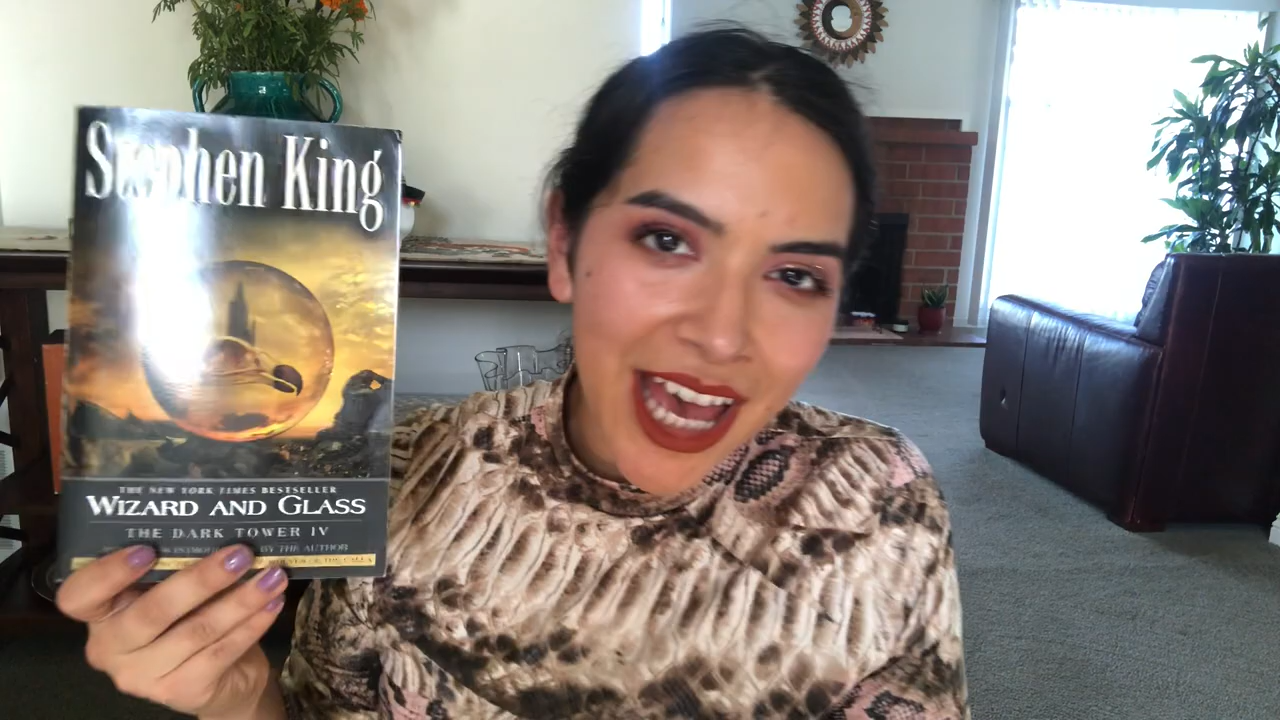 Stephen King
THE NEW YORK TIMES BESTSELLER
WIZARD AND GLASS
THE DARK TOWER IV
BY THE AUTHOR